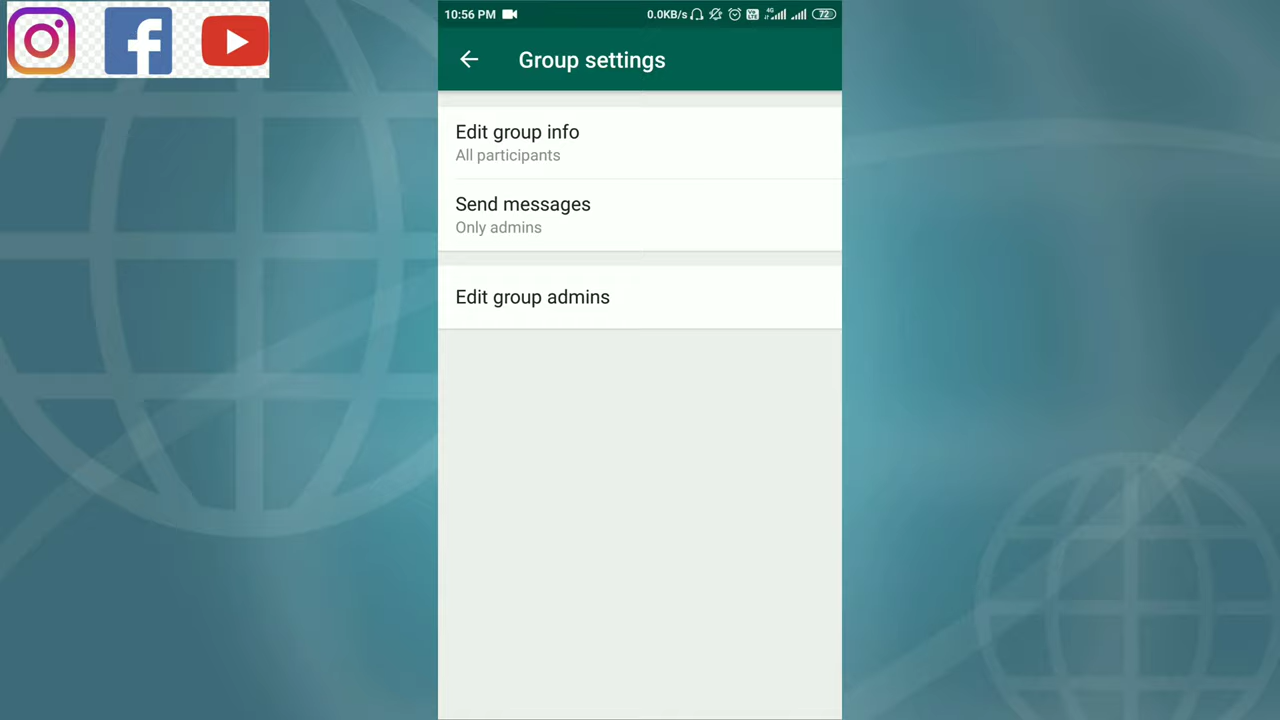 10:56 PM
0.0KB/s
4G
72
Group settings
Edit group info
All participants
Send messages
Only admins
Edit group admins